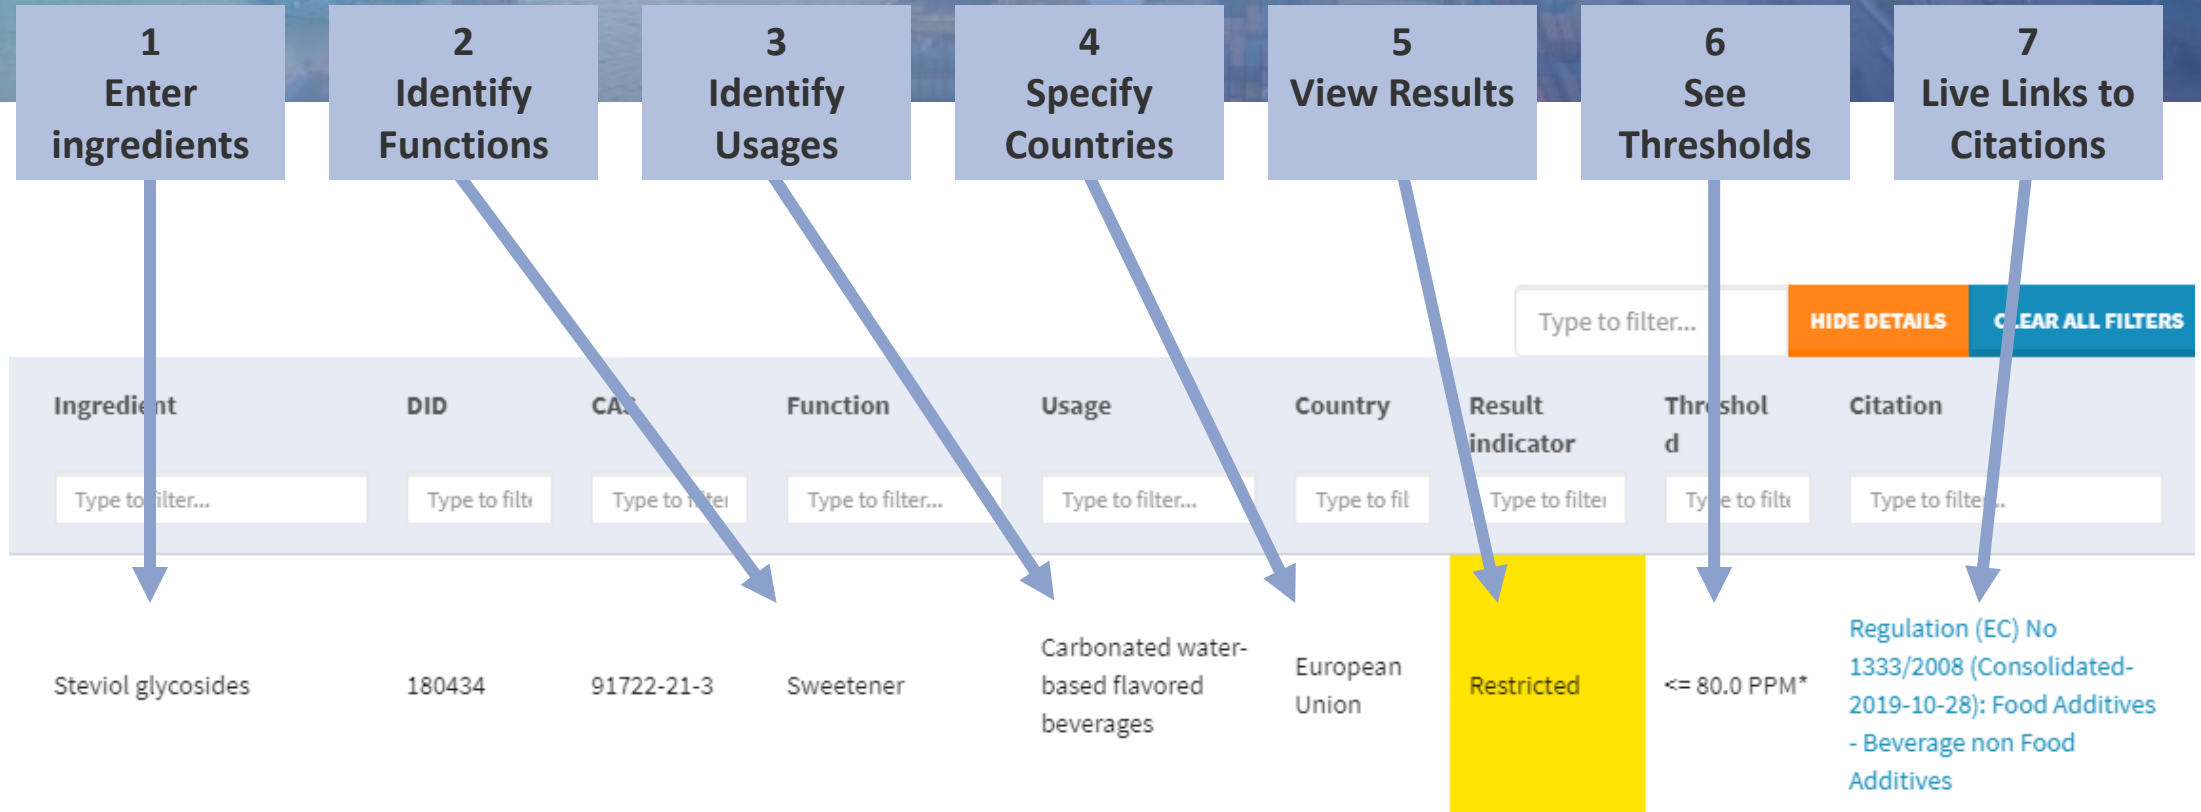 1
Enter
ingredients
2
Identify
Functions
3
Identify
Usages
4
Specify
Countries
5
View Results
6
See
Thresholds
7
Live Links to
Citations
Type to filter...
HIDE DETAILS
CLEAR ALL FILTERS
Ingredient
DID
CAS
Function
Usage
Country
Result
indicator
Threshol
d
Citation
Type to filter...
Type to filte
Type to filter
Type to filter...
Type to filter...
Type to fil
Type to filter
Type to filte
Type to filter...
Steviol glycosides
180434
91722-21-3
Sweetener
Carbonated water-
based flavored
beverages
European
Union
Restricted
<= 80.0 PPM*
Regulation (EC) No
1333/2008 (Consolidated-
2019-10-28): Food Additives
- Beverage non Food
Additives